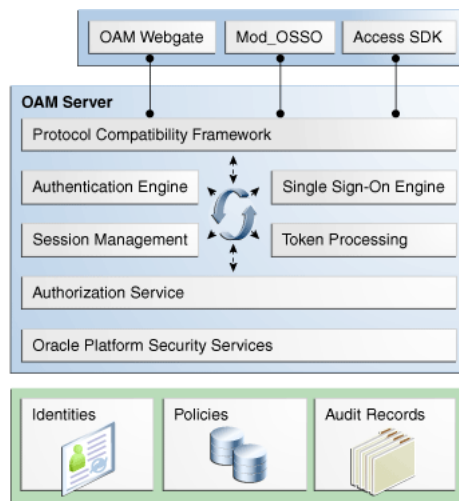 OAM Webgate
Mod_OSSO
Access SDK
OAM Server
Protocol Compatibility Framework
Authentication Engine
Single Sign-On Engine
Session Management
Token Processing
Authorization Service
Oracle Platform Security Services
Identities
Policies
Audit Records